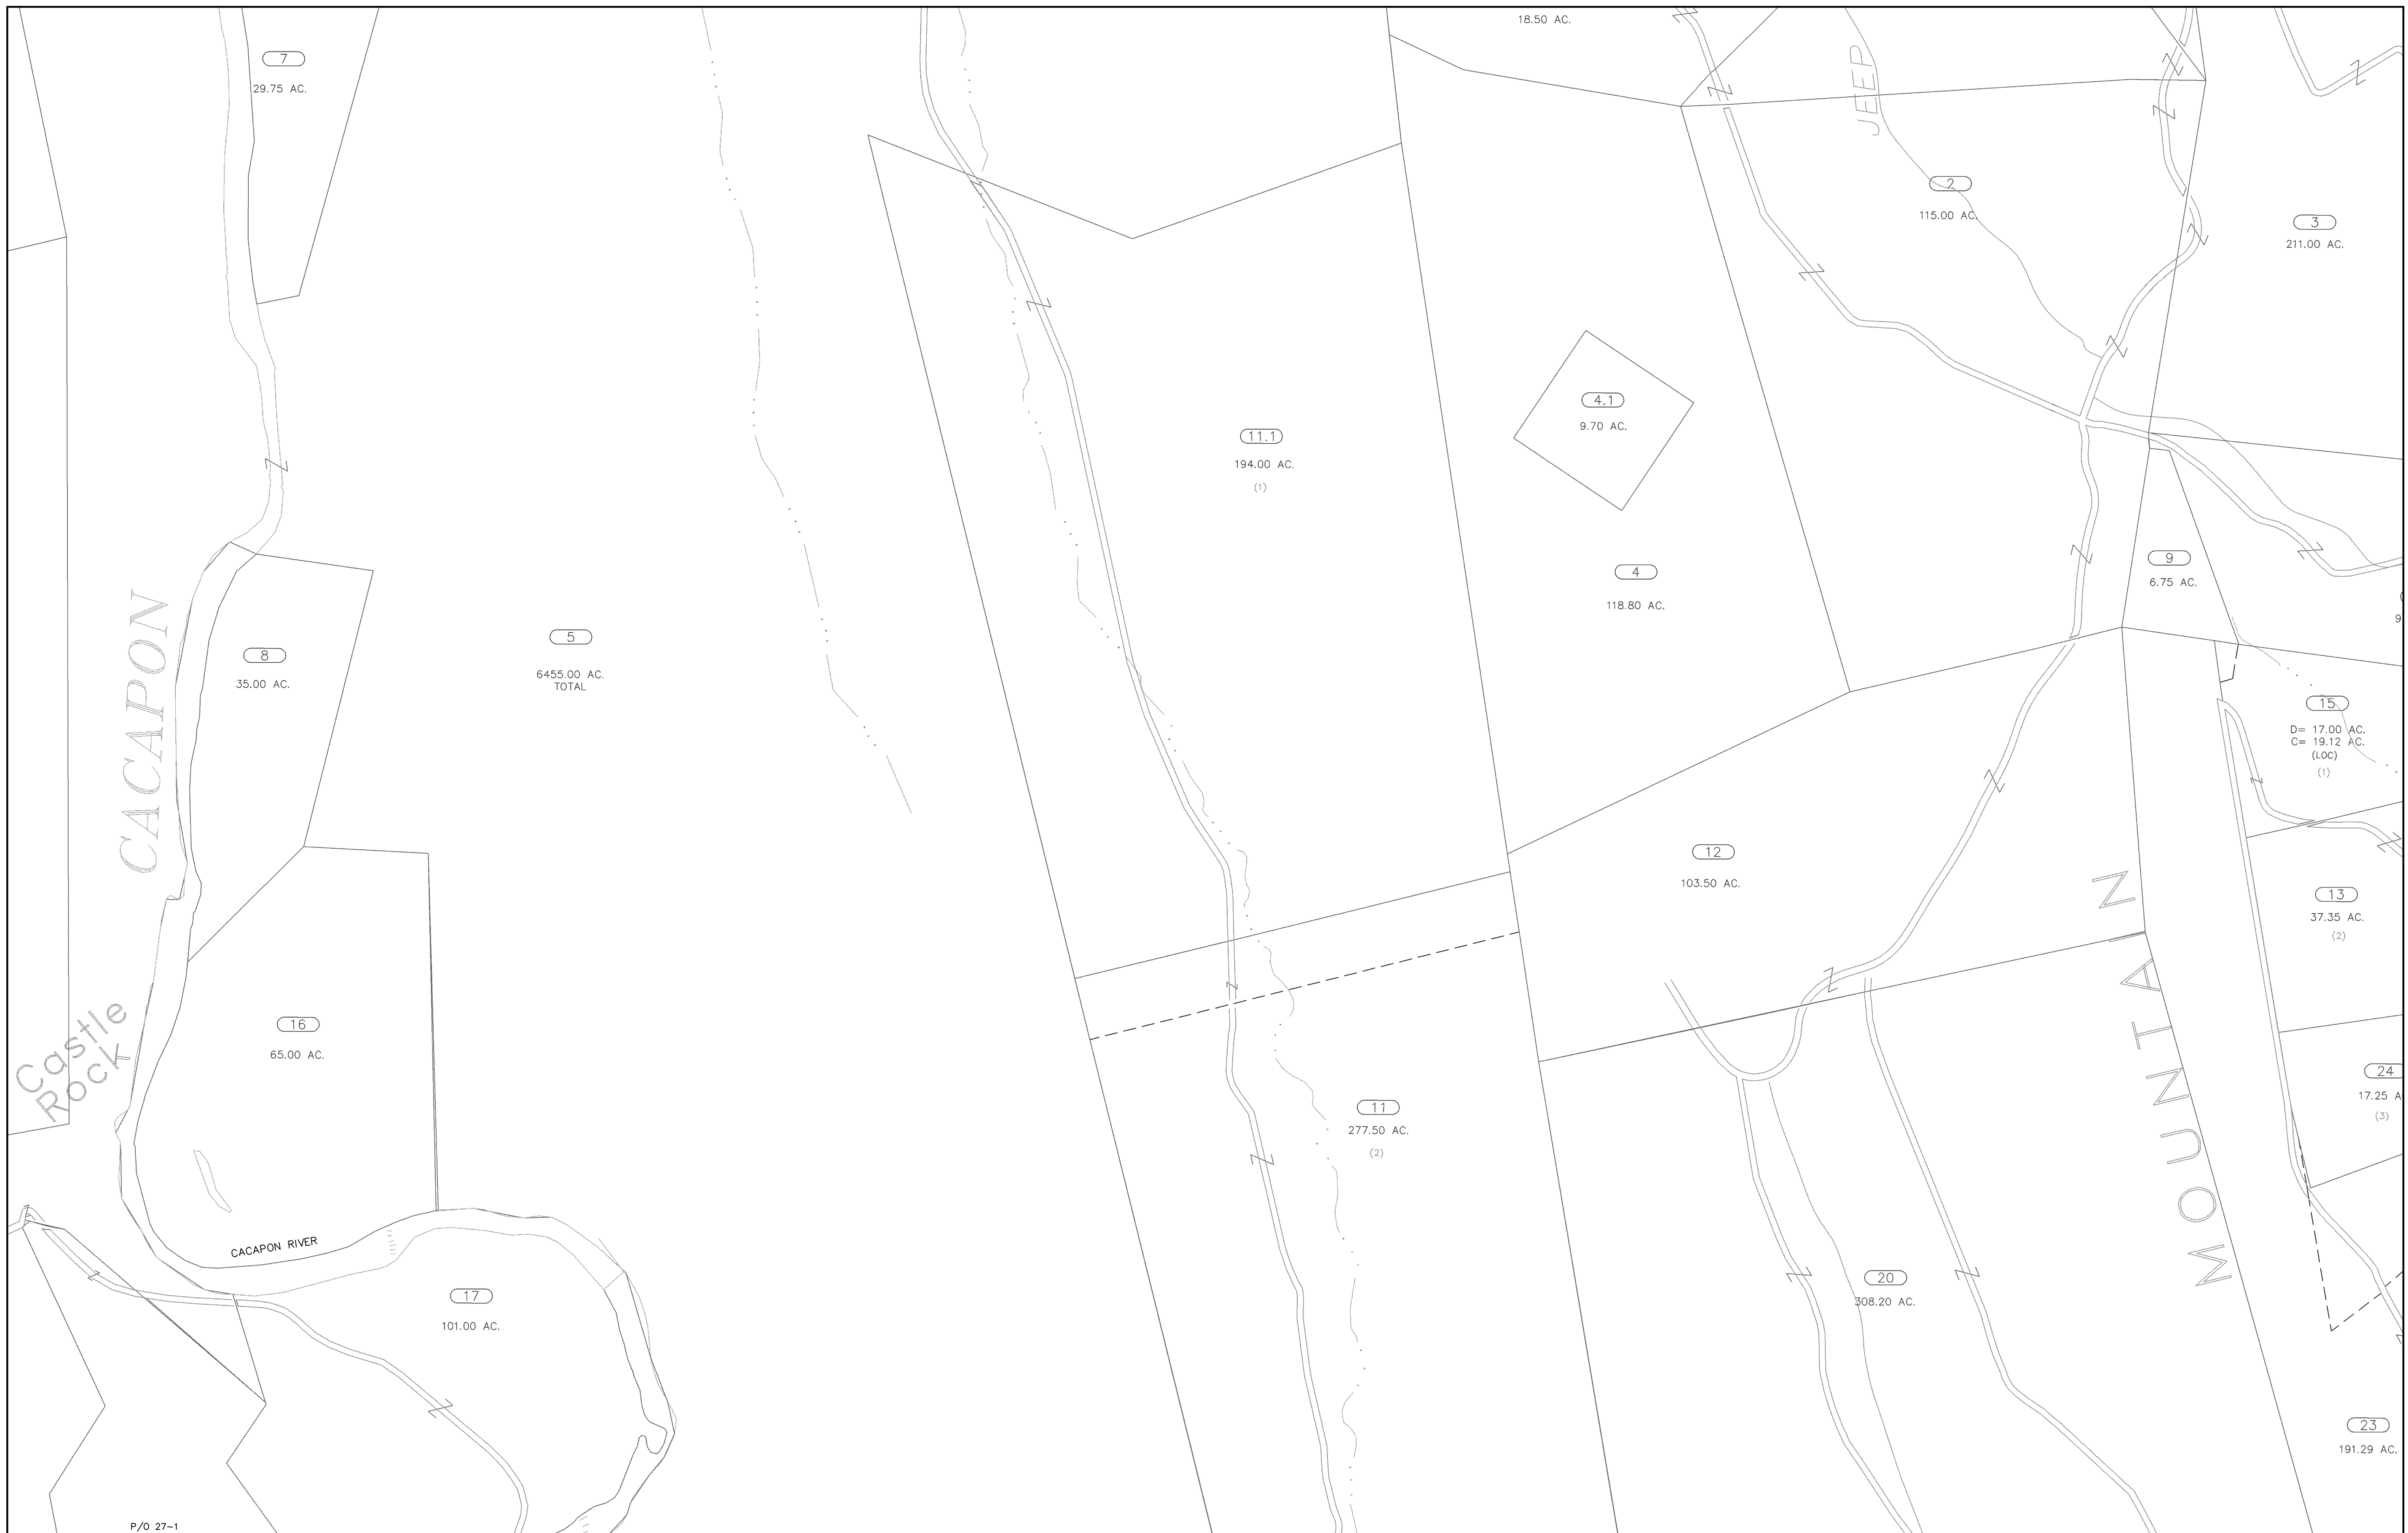 18.50 AC.
7
29.75 AC.
JEEP
2
115.00 AC.
3
211.00 AC.
4.1
9.70 AC.
11.1
194.00 AC.
(1)
4
118.80 AC.
9
6.75 AC.
9
CACAPON
8
35.00 AC.
5
6455.00 AC.
TOTAL
15
D= 17.00 AC.
C= 19.12 AC.
(LOC)
(1)
12
103.50 AC.
13
37.35 AC.
(2)
MOUNTAIN
Castle
Rock
16
65.00 AC.
24
17.25 A
(3)
11
277.50 AC.
(2)
CACAPON RIVER
17
101.00 AC.
20
308.20 AC.
23
191.29 AC.
P/O 27-1